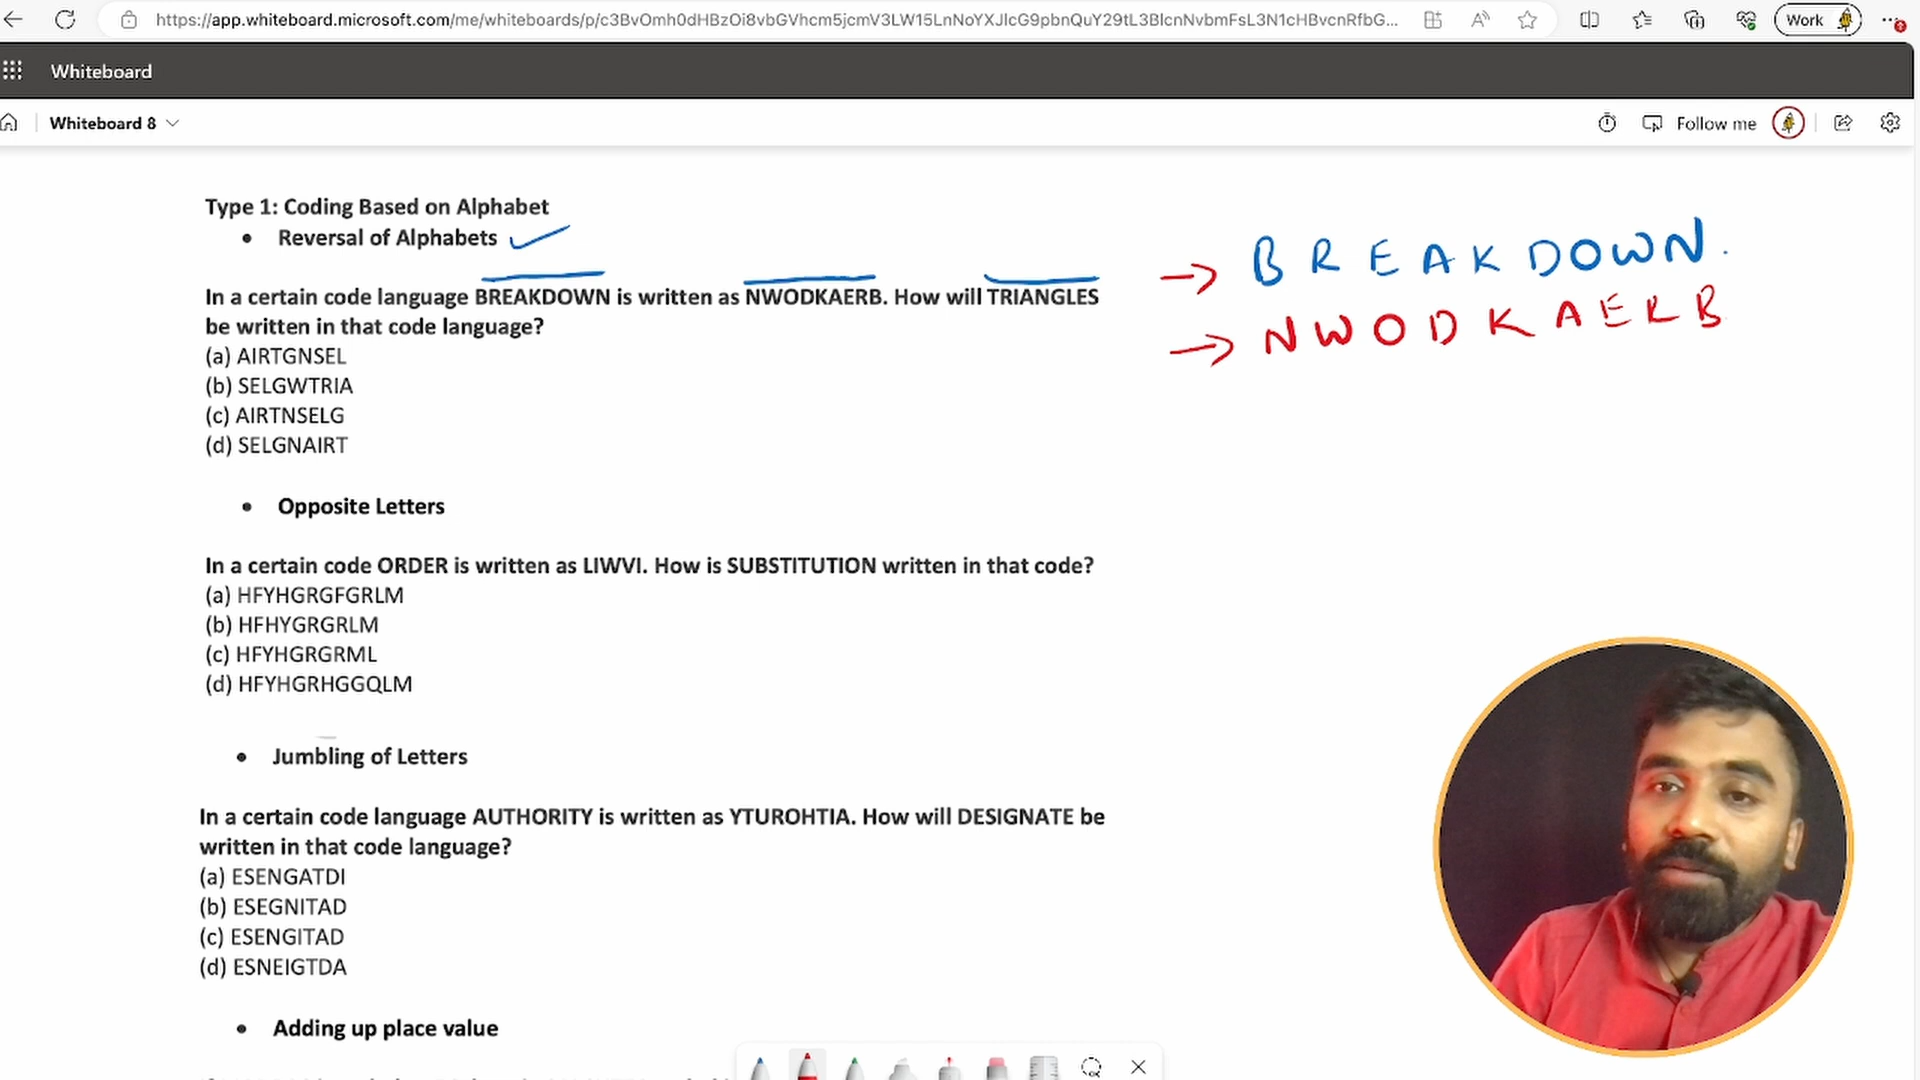 https://app.whiteboard.microsoft.com/me/whiteboards/p/c3BvOmh0dHBzOi8vbGVhcm5jcmV3LW15LnNoYXJlcG9pbnQuY29tL3BlcnNvbmFsL3N1cHBvcnRfbG... Work
Whiteboard
Whiteboard 8 Follow me
Type 1: Coding Based on Alphabet
• Reversal of Alphabets
In a certain code language BREAKDOWN is written as NWODKAERB. How will TRIANGLES
be written in that code language?
(a) AIRTGNSEL
(b) SELGWTRIA
(c) AIRTNSELG
(d) SELGNAIRT
→ BREAKDOWN.
→ NWODKAERB
• Opposite Letters
In a certain code ORDER is written as LIWVI. How is SUBSTITUTION written in that code?
(a) HFYHGRGFGRLM
(b) HFHYGRGRLM
(c) HFYHGRGRML
(d) HFYHGRHGGQLM
• Jumbling of Letters
In a certain code language AUTHORITY is written as YTUROHTIA. How will DESIGNATE be
written in that code language?
(a) ESENGATDI
(b) ESEGNITAD
(c) ESENGITAD
(d) ESNEIGTDA
• Adding up place value